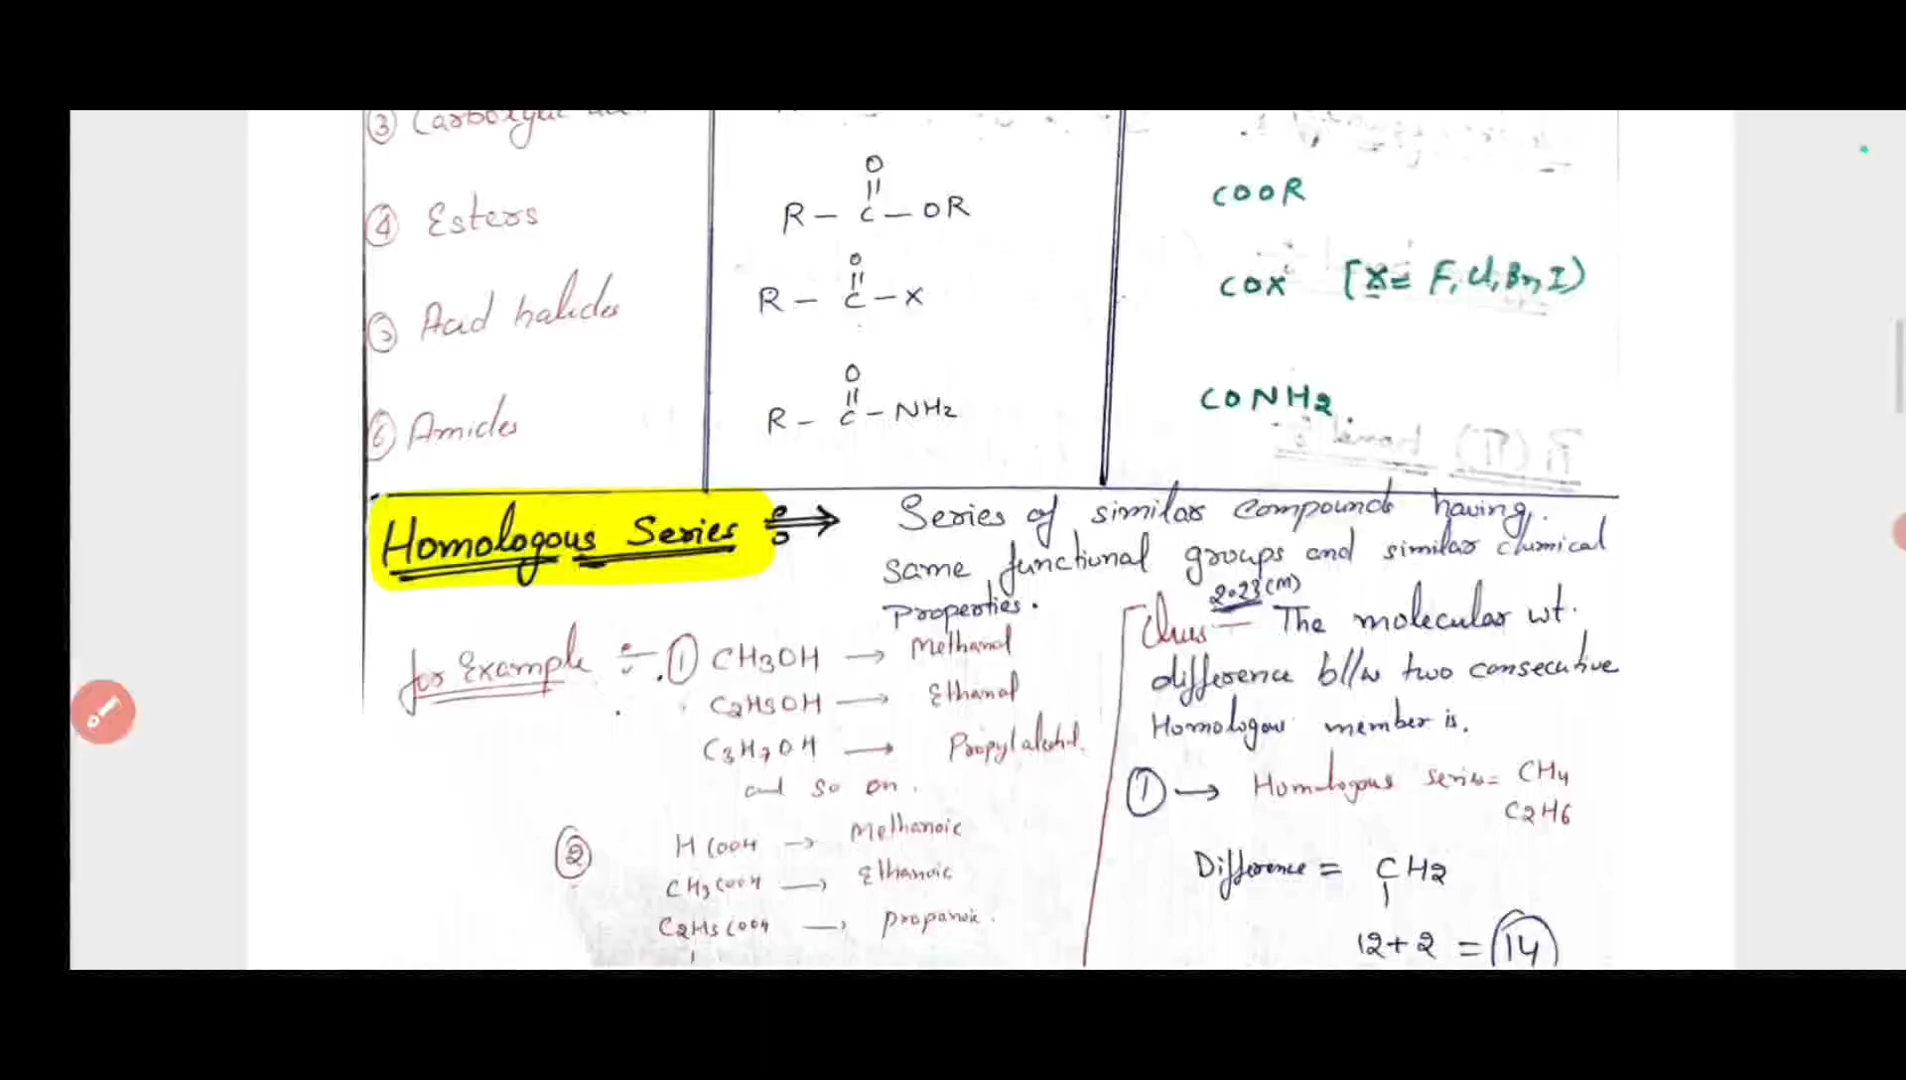 ③ Carboxylic
④ Esters
O
||
R - C - OR
COOR
⑤ Acid halides
O
||
R - C - X
COX [X = F, Cl, Br, I)
⑥ Amides
O
||
R - C - NH2
CONH2.
Homologous Series ⇒ Series of similar compounds having
same functional groups and similar chemical
properties.
for Example :- ① CH3OH → Methanol
C2H5OH → Ethanol
C3H7OH → Propyl alcohol.
and so on.
② HCOOH → Methanoic
CH3COOH → Ethanoic
C2H5COOH → propanoic.
2023 (M)
Ques - The molecular wt.
difference b//w two consecutive
Homologous member is.
① → Homologous series = CH4
C2H6
Difference = CH2
12+2 = 14